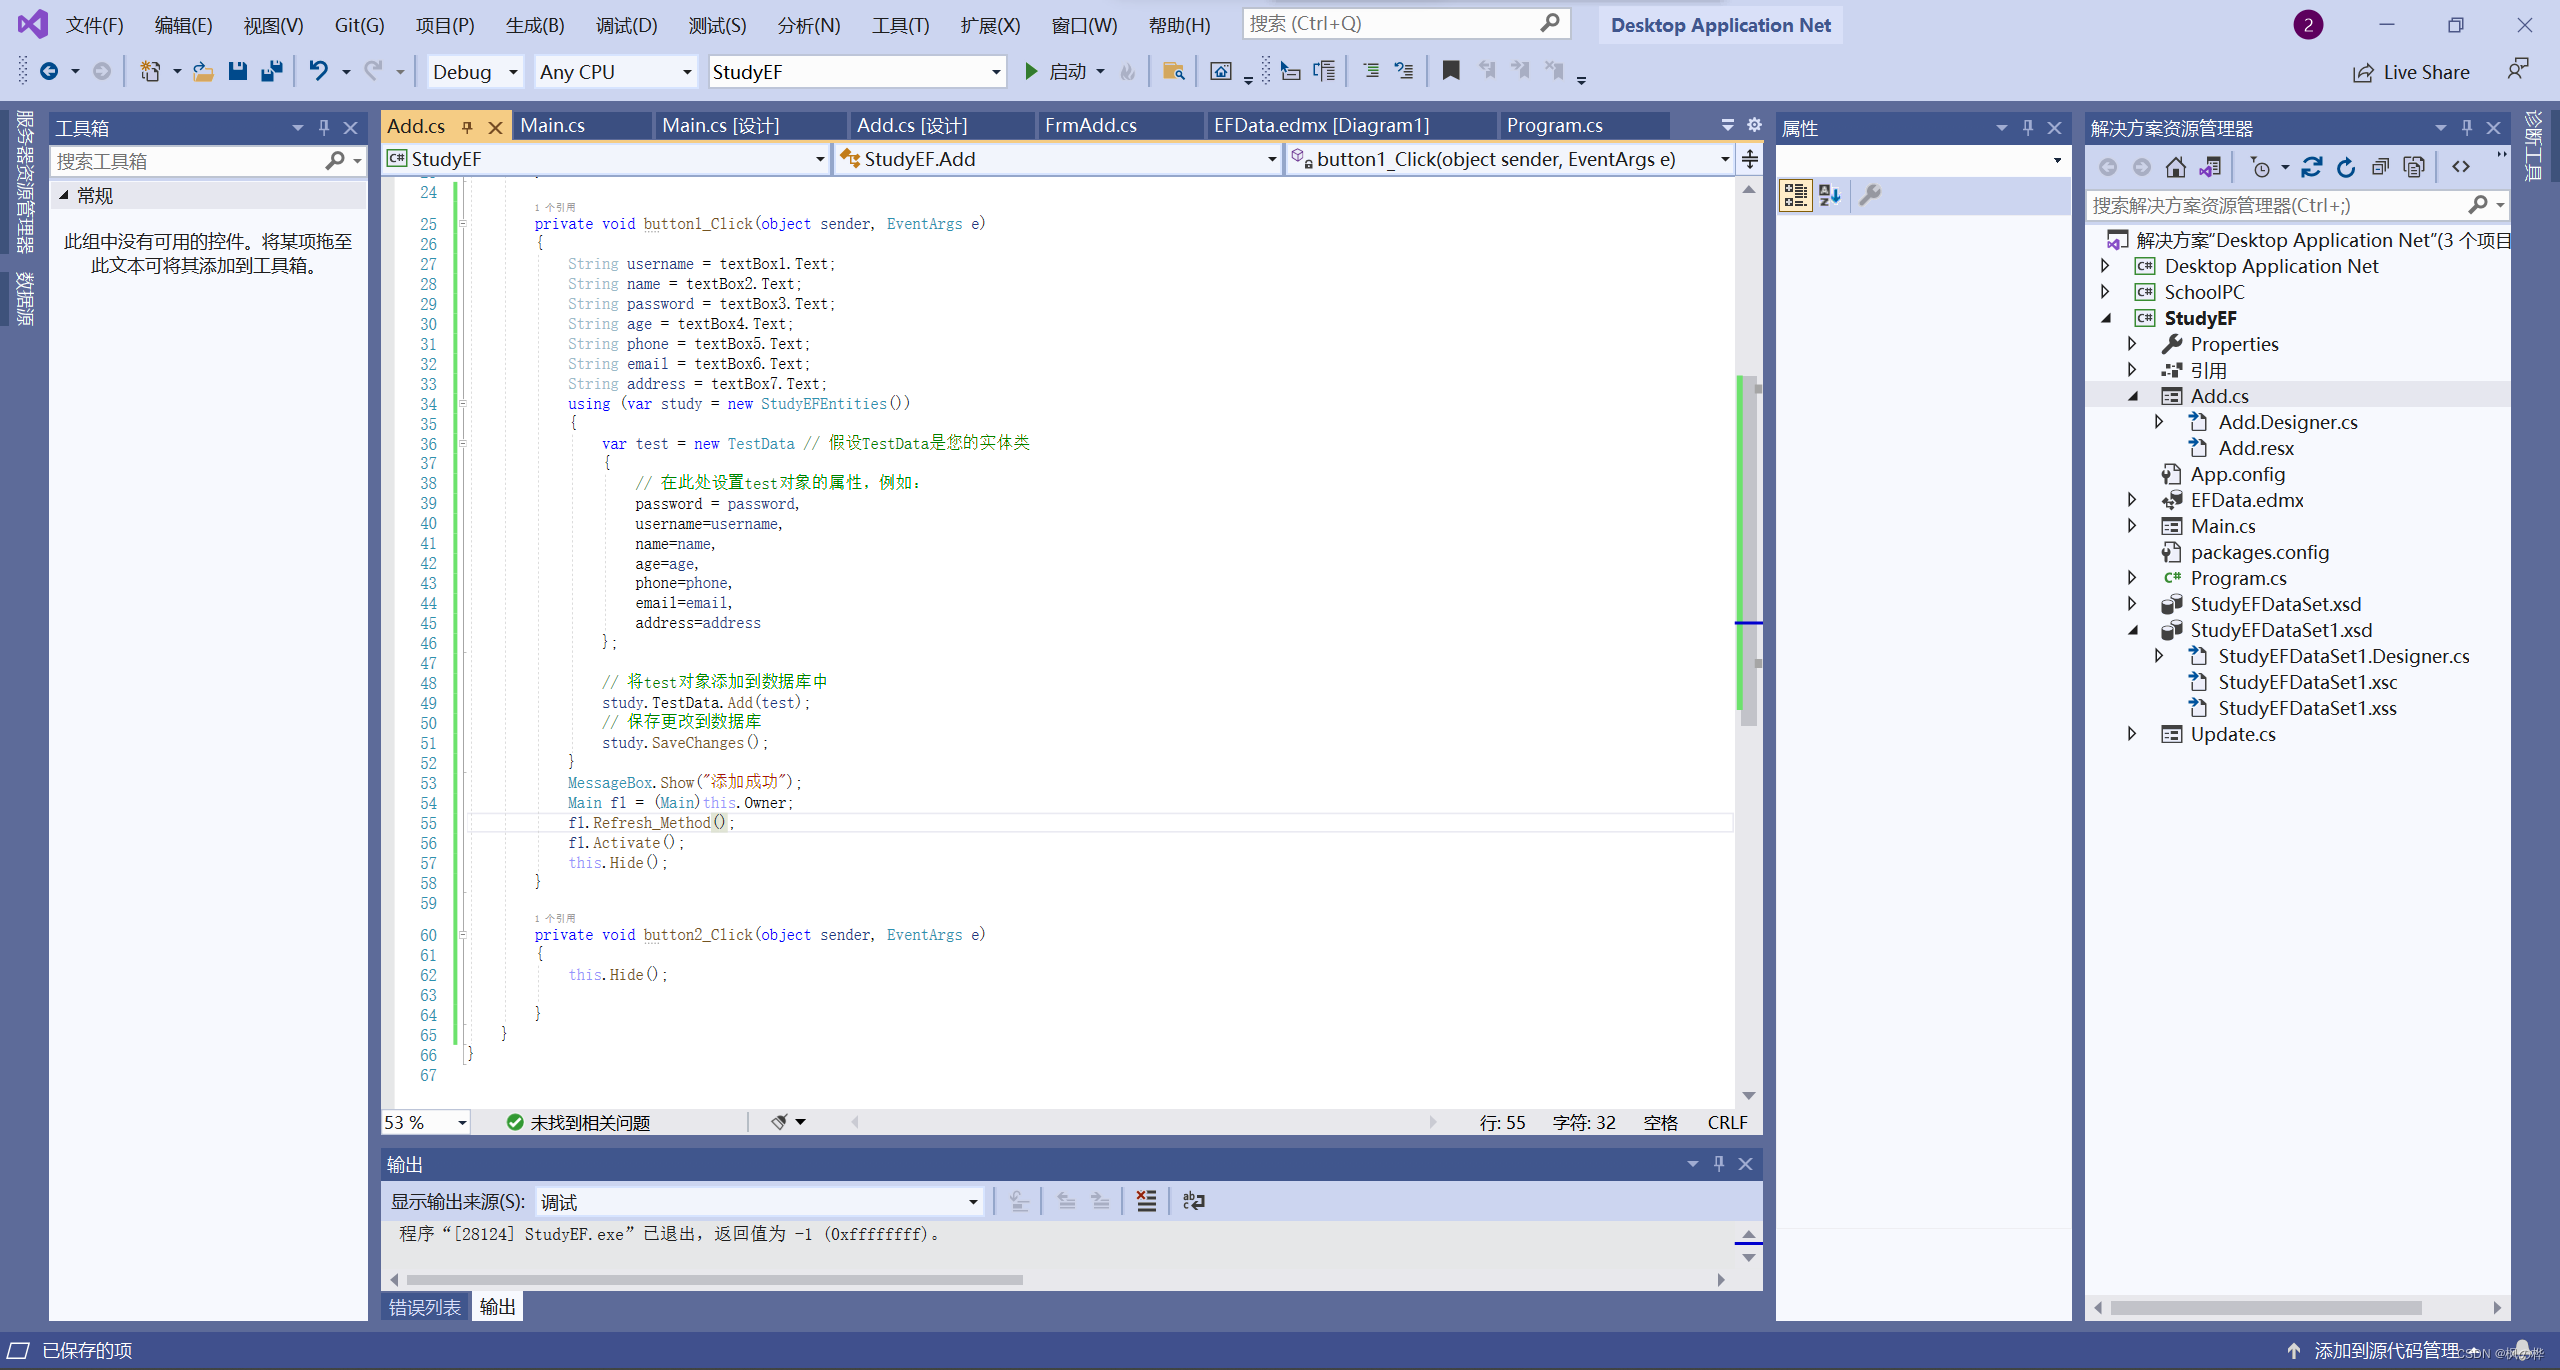 文件(F) 编辑(E) 视图(V) Git(G) 项目(P) 生成(B) 调试(D) 测试(S) 分析(N) 工具(T) 扩展(X) 窗口(W) 帮助(H) 搜索 (Ctrl+Q) Desktop Application Net 2
Debug Any CPU StudyEF 启动 Live Share
服务器资源管理器
数据源
工具箱
搜索工具箱
常规
此组中没有可用的控件。将某项拖至
此文本可将其添加到工具箱。
Add.cs Main.cs Main.cs [设计] Add.cs [设计] FrmAdd.cs EFData.edmx [Diagram1] Program.cs
StudyEF StudyEF.Add button1_Click(object sender, EventArgs e)
24
1 个引用
25 private void button1_Click(object sender, EventArgs e)
26 {
27 String username = textBox1.Text;
28 String name = textBox2.Text;
29 String password = textBox3.Text;
30 String age = textBox4.Text;
31 String phone = textBox5.Text;
32 String email = textBox6.Text;
33 String address = textBox7.Text;
34 using (var study = new StudyEFEntities())
35 {
36 var test = new TestData // 假设TestData是您的实体类
37 {
38 // 在此处设置test对象的属性，例如：
39 password = password,
40 username=username,
41 name=name,
42 age=age,
43 phone=phone,
44 email=email,
45 address=address
46 };
47
48 // 将test对象添加到数据库中
49 study.TestData.Add(test);
50 // 保存更改到数据库
51 study.SaveChanges();
52 }
53 MessageBox.Show("添加成功");
54 Main f1 = (Main)this.Owner;
55 f1.Refresh_Method();
56 f1.Activate();
57 this.Hide();
58 }
59
1 个引用
60 private void button2_Click(object sender, EventArgs e)
61 {
62 this.Hide();
63
64 }
65 }
66 }
67
53 % 未找到相关问题 行: 55 字符: 32 空格 CRLF
输出
显示输出来源(S): 调试
程序“[28124] StudyEF.exe”已退出，返回值为 -1 (0xffffffff)。
错误列表 输出
属性
解决方案资源管理器
搜索解决方案资源管理器(Ctrl+;)
解决方案"Desktop Application Net"(3 个项目
Desktop Application Net
SchoolPC
StudyEF
Properties
引用
Add.cs
Add.Designer.cs
Add.resx
App.config
EFData.edmx
Main.cs
packages.config
Program.cs
StudyEFDataSet.xsd
StudyEFDataSet1.xsd
StudyEFDataSet1.Designer.cs
StudyEFDataSet1.xsc
StudyEFDataSet1.xss
Update.cs
诊断工具
已保存的项 添加到源代码管理